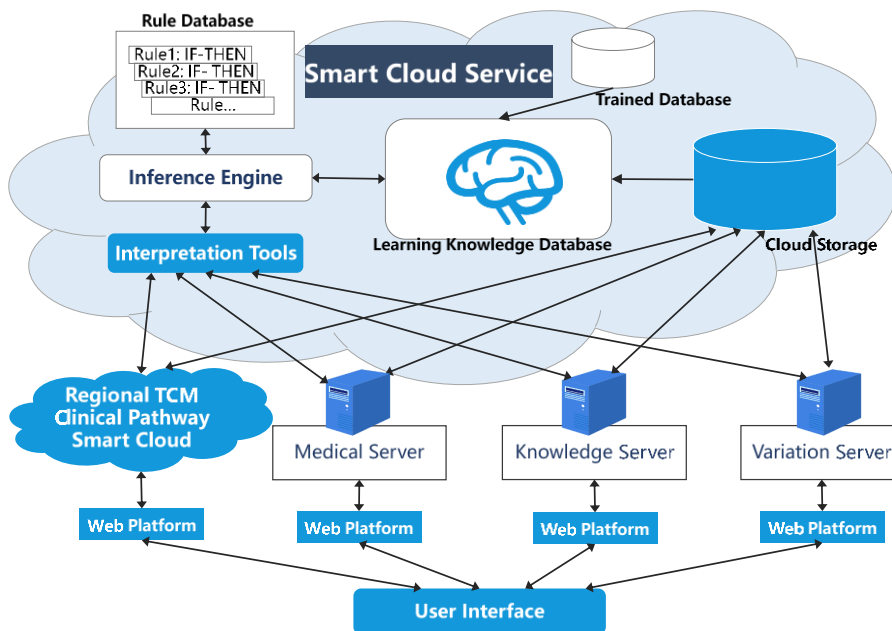 Rule Database
Rule1: IF-THEN
Rule2: IF- THEN
Rule3: IF- THEN
Rule...
Smart Cloud Service
Trained Database
Inference Engine
Learning Knowledge Database
Cloud Storage
Interpretation Tools
Regional TCM
Clinical Pathway
Smart Cloud
Medical Server
Knowledge Server
Variation Server
Web Platform
Web Platform
Web Platform
Web Platform
User Interface